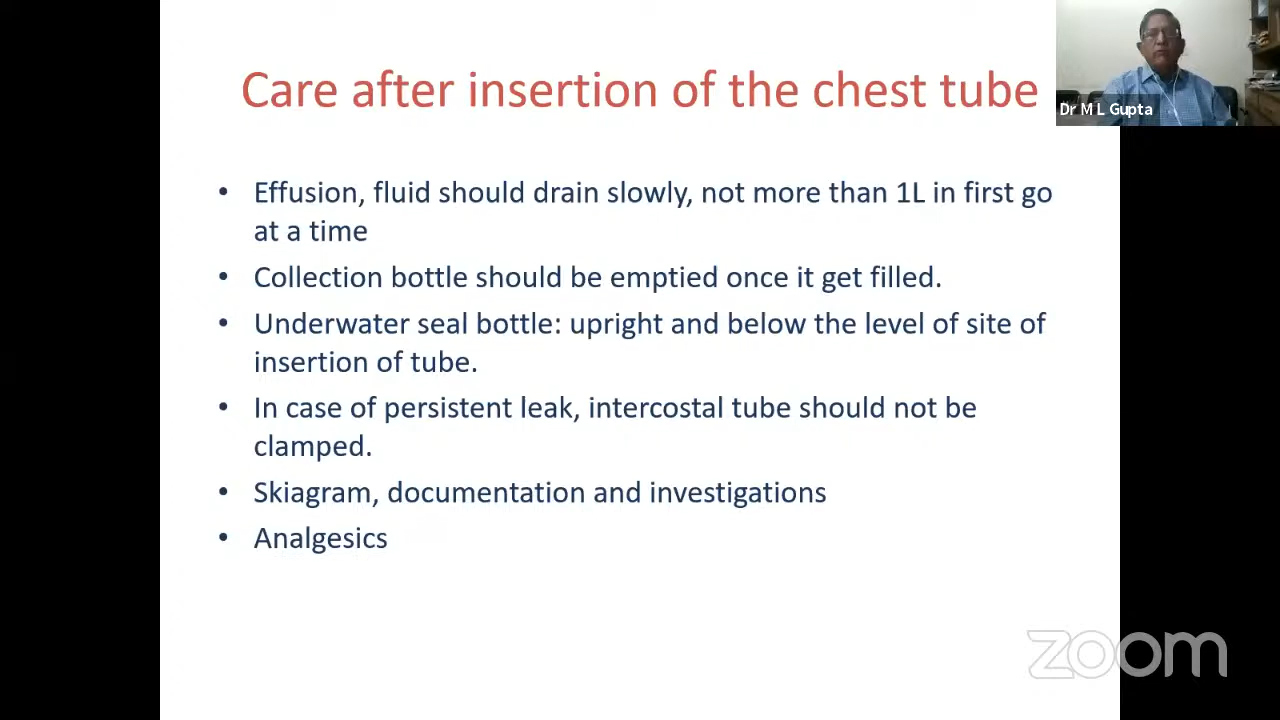 Care after insertion of the chest tube
Dr M L Gupta
• Effusion, fluid should drain slowly, not more than 1L in first go
at a time
• Collection bottle should be emptied once it get filled.
• Underwater seal bottle: upright and below the level of site of
insertion of tube.
• In case of persistent leak, intercostal tube should not be
clamped.
• Skiagram, documentation and investigations
• Analgesics
zoom